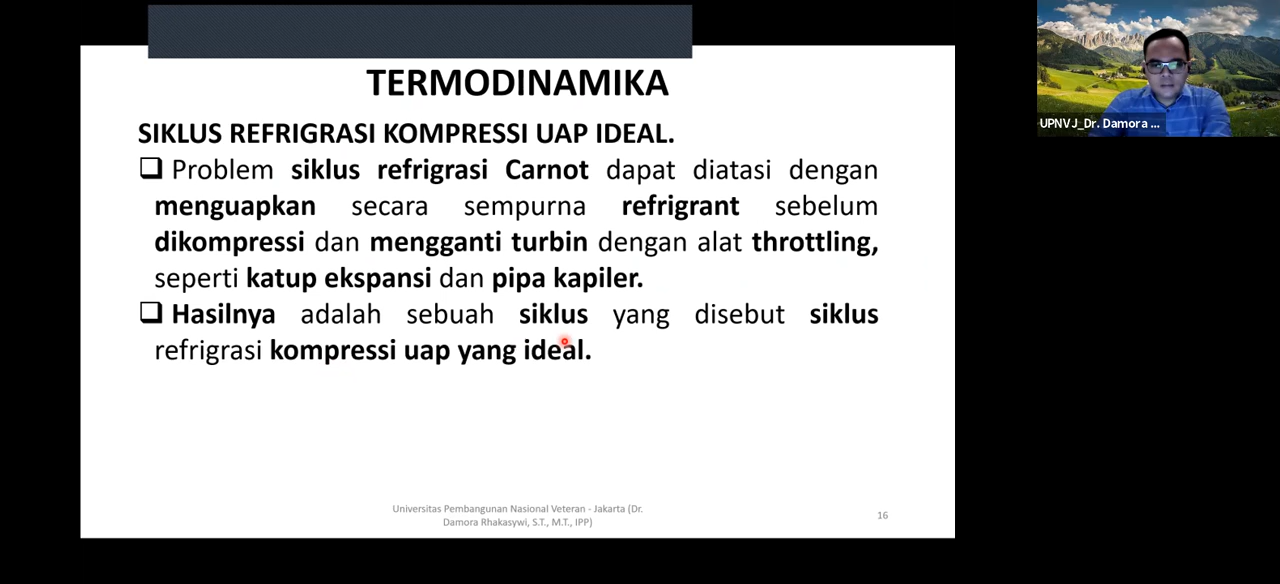 TERMODINAMIKA
SIKLUS REFRIGRASI KOMPRESSI UAP IDEAL.
❑ Problem siklus refrigrasi Carnot dapat diatasi dengan
menguapkan secara sempurna refrigrant sebelum
dikompressi dan mengganti turbin dengan alat throttling,
seperti katup ekspansi dan pipa kapiler.
❑ Hasilnya adalah sebuah siklus yang disebut siklus
refrigrasi kompressi uap yang ideal.
Universitas Pembangunan Nasional Veteran - Jakarta (Dr.
Damora Rhakasywi, S.T., M.T., IPP)
16
UPNVJ_Dr. Damora ...